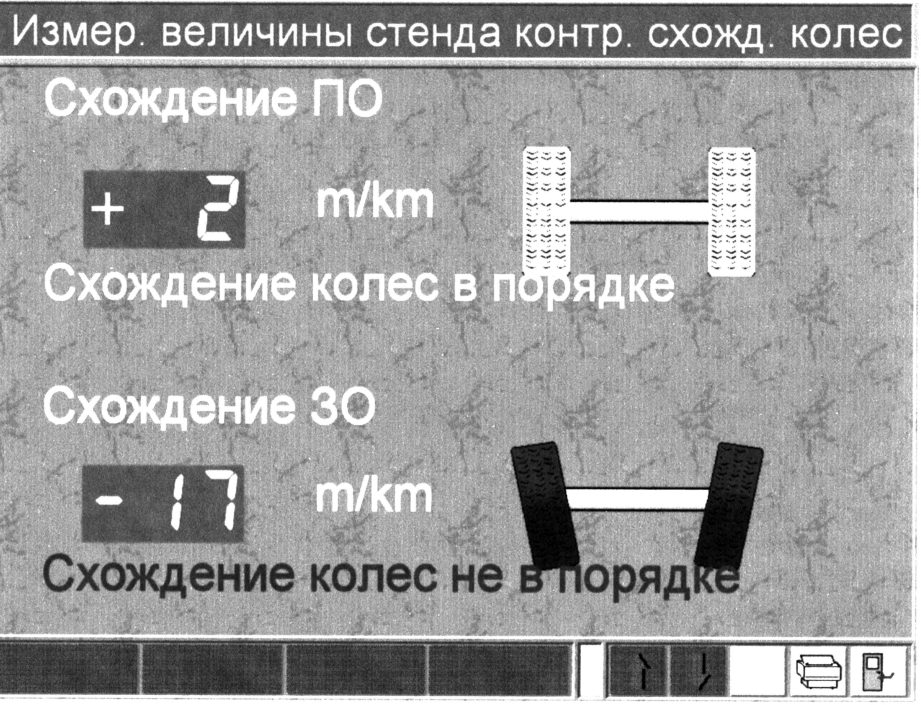 Измер. величины стенда контр. схожд. колес
Схождение ПО
+ 2 m/km
Схождение колес в порядке
Схождение ЗО
- 17 m/km
Схождение колес не в порядке